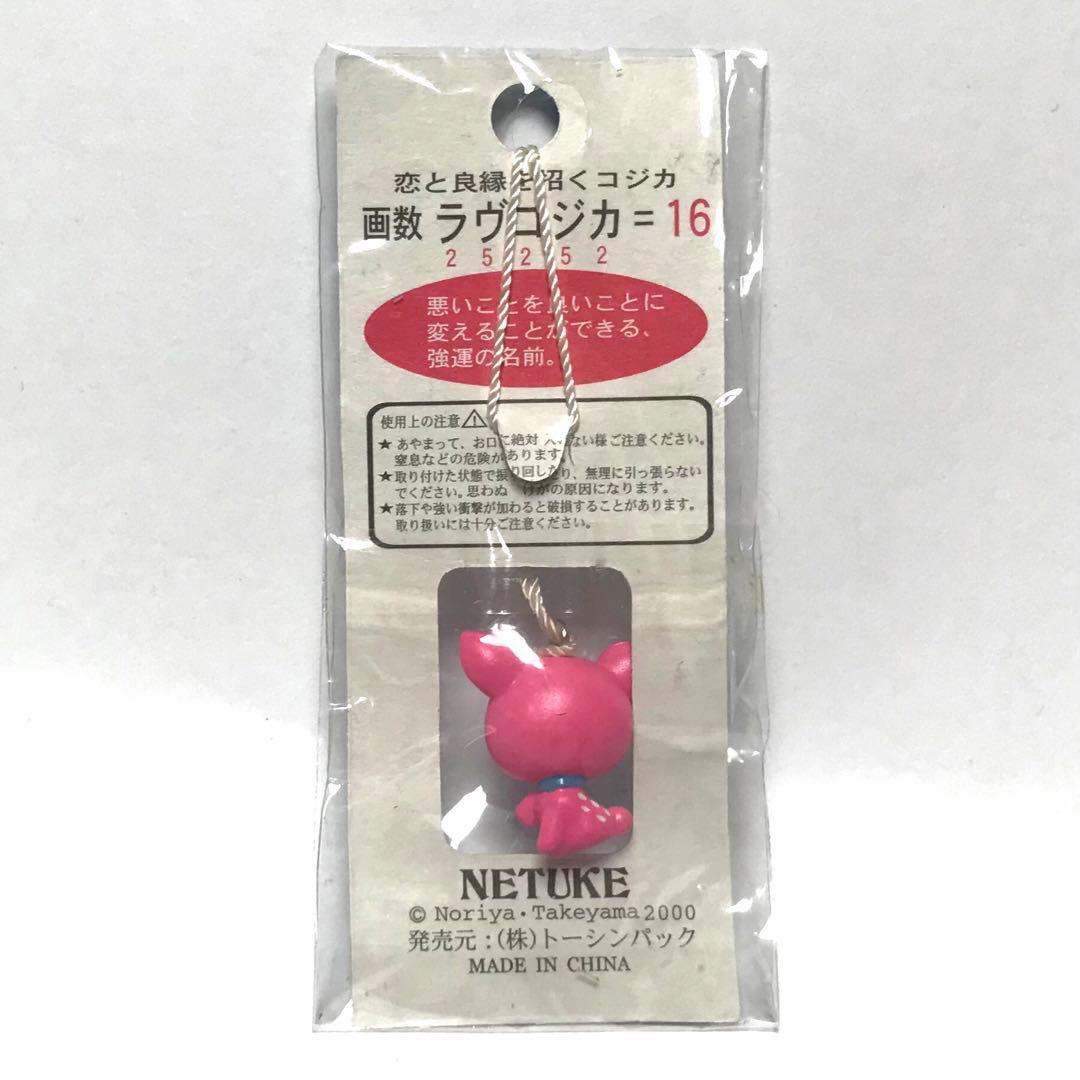 恋と良縁を招くコジカ
画数 ラヴコジカ = 16
2 5 2 5 2
悪いことを良いことに
変えることができる、
強運の名前。
使用上の注意
★あやまって、お口に絶対入れない様ご注意ください。
窒息などの危険があります。
★取り付けた状態で振り回したり、無理に引っ張らない
でください。思わぬ けがの原因になります。
★落下や強い衝撃が加わると破損することがあります。
取り扱いには十分ご注意ください。
NETUKE
© Noriya・Takeyama 2000
発売元:(株)トーシンパック
MADE IN CHINA